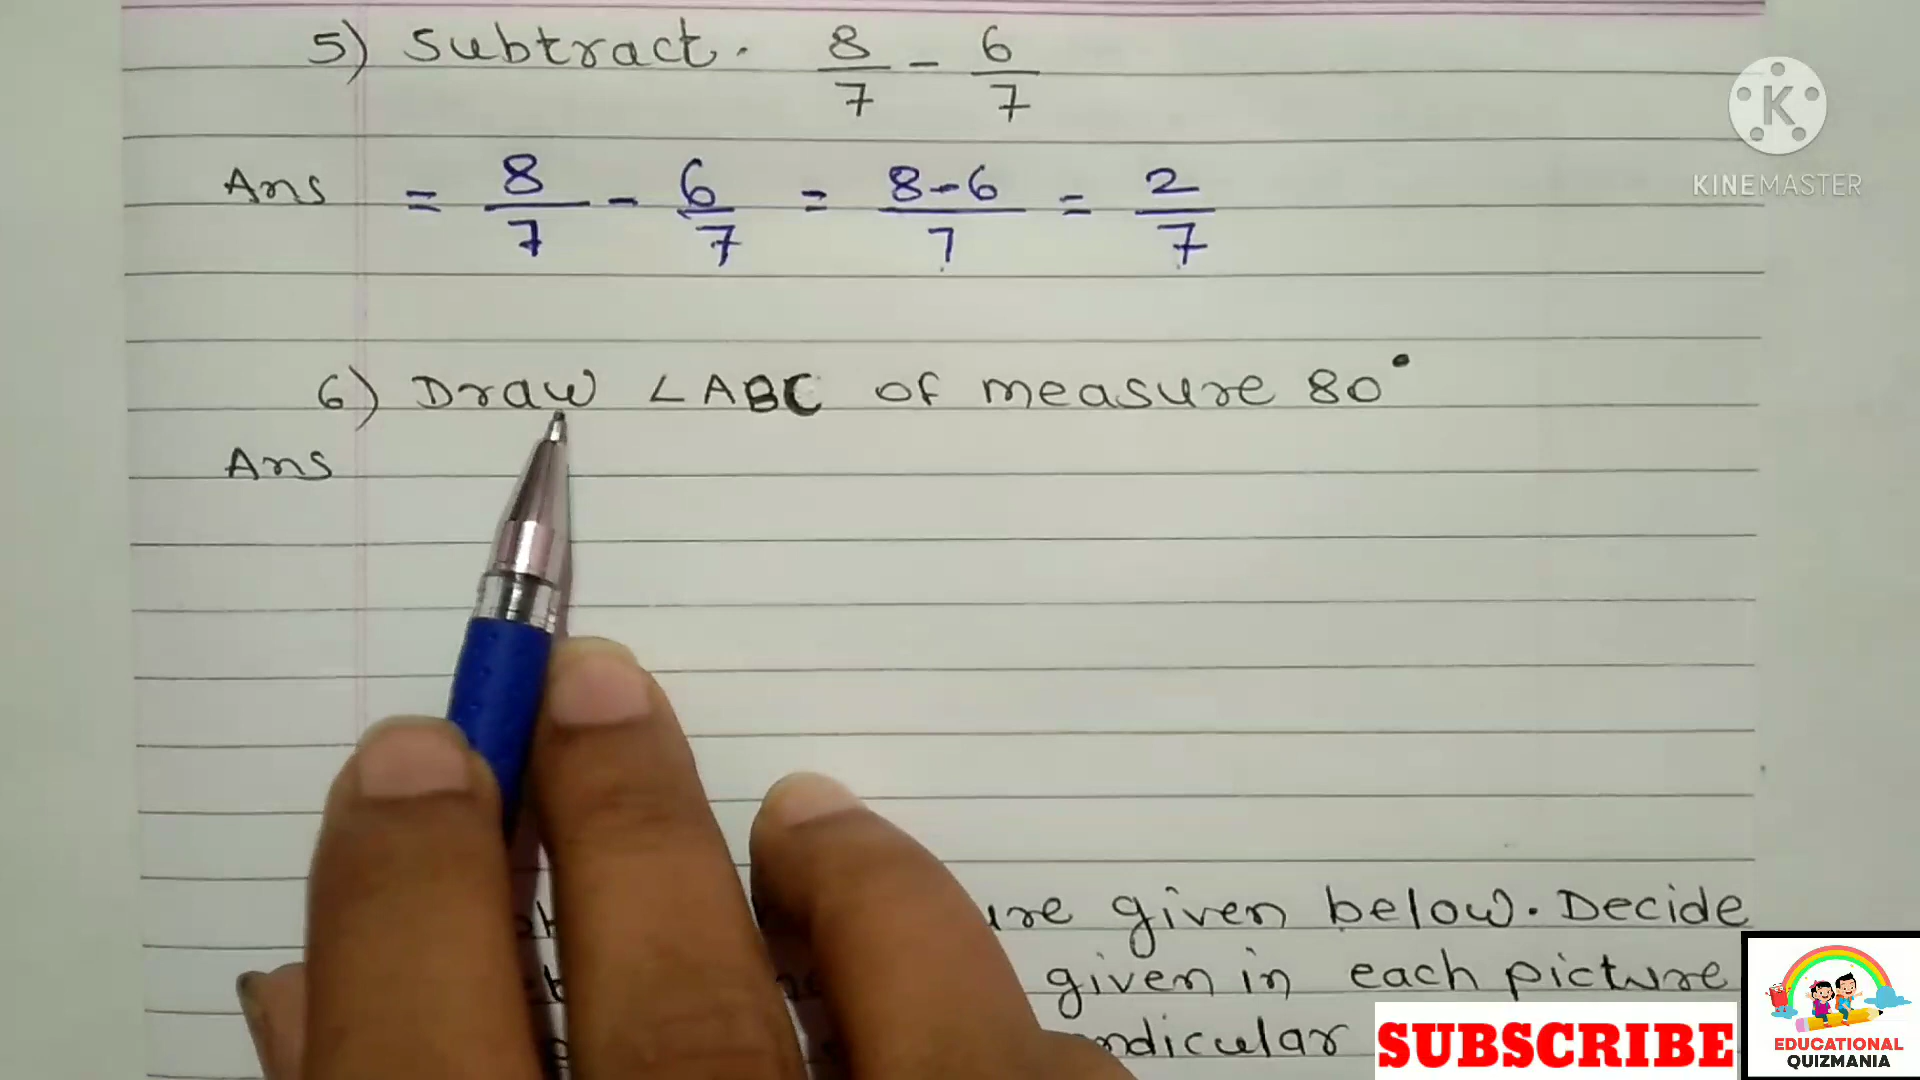 5) Subtract. 8/7 - 6/7
Ans = 8/7 - 6/7 = 8-6/7 = 2/7
6) Draw ∠ABC of measure 80°
Ans
given below. Decide
given in each picture
KINEMASTER
SUBSCRIBE
EDUCATIONAL
QUIZMANIA